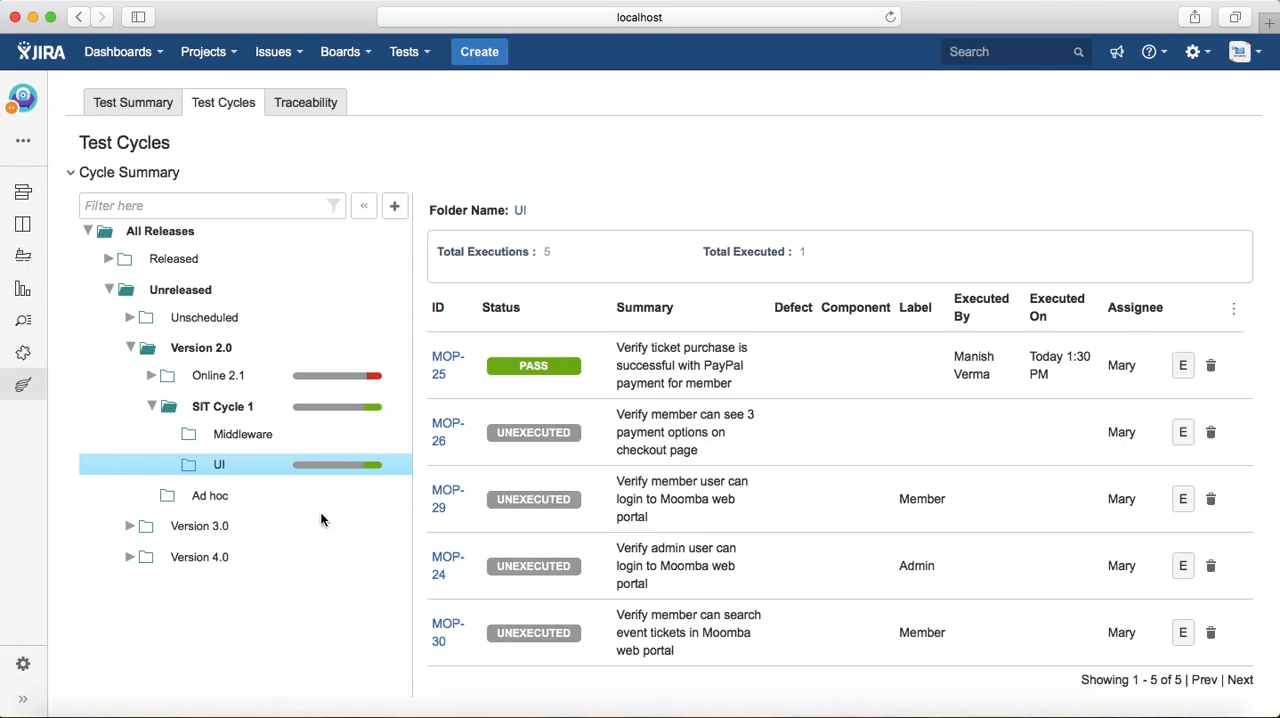 localhost
JIRA Dashboards Projects Issues Boards Tests Create Search
Test Summary Test Cycles Traceability
Test Cycles
Cycle Summary
Filter here
«
+
All Releases
Released
Unreleased
Unscheduled
Version 2.0
Online 2.1
SIT Cycle 1
Middleware
UI
Ad hoc
Version 3.0
Version 4.0
»
Folder Name: UI
Total Executions : 5 Total Executed : 1
ID Status Summary Defect Component Label Executed By Executed On Assignee
MOP-
25
PASS
Verify ticket purchase is
successful with PayPal
payment for member
Manish
Verma
Today 1:30
PM
Mary
E
MOP-
26
UNEXECUTED
Verify member can see 3
payment options on
checkout page
Mary
E
MOP-
29
UNEXECUTED
Verify member user can
login to Moomba web
portal
Member
Mary
E
MOP-
24
UNEXECUTED
Verify admin user can
login to Moomba web
portal
Admin
Mary
E
MOP-
30
UNEXECUTED
Verify member can search
event tickets in Moomba
web portal
Member
Mary
E
Showing 1 - 5 of 5 | Prev | Next